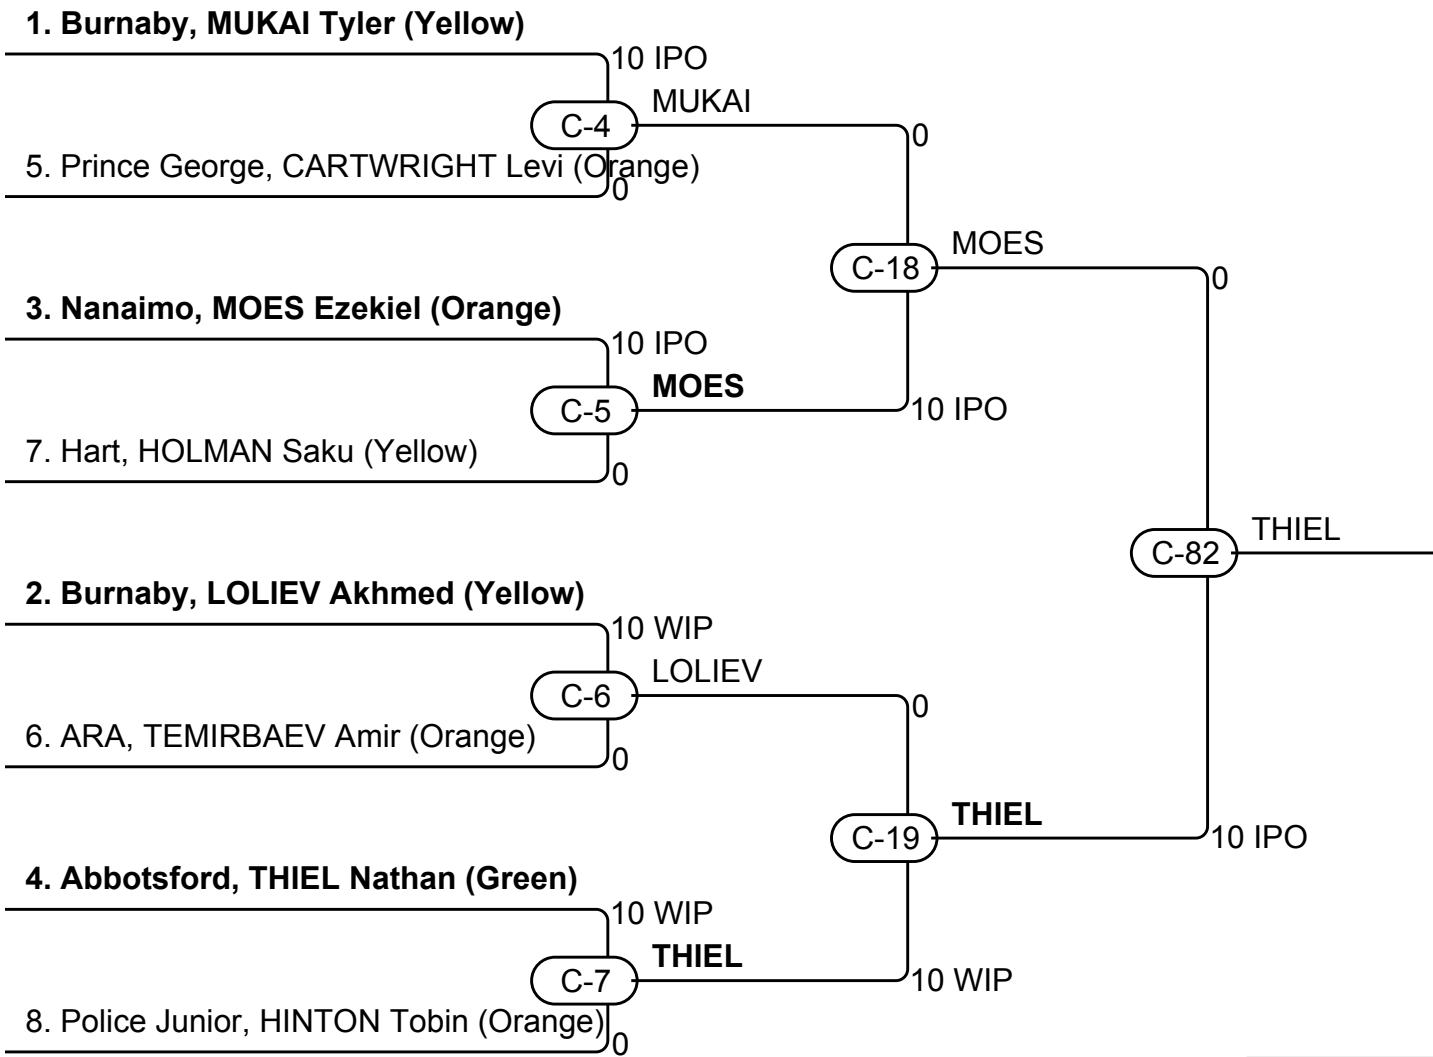 1. Burnaby, MUKAI Tyler (Yellow)
10 IPO
MUKAI
C-4
0
5. Prince George, CARTWRIGHT Levi (Orange)
0
MOES
C-18
0
3. Nanaimo, MOES Ezekiel (Orange)
10 IPO
MOES
C-5
10 IPO
7. Hart, HOLMAN Saku (Yellow)
0
THIEL
C-82
2. Burnaby, LOLIEV Akhmed (Yellow)
10 WIP
LOLIEV
C-6
0
6. ARA, TEMIRBAEV Amir (Orange)
0
THIEL
C-19
10 IPO
4. Abbotsford, THIEL Nathan (Green)
10 WIP
THIEL
C-7
10 WIP
8. Police Junior, HINTON Tobin (Orange)
0